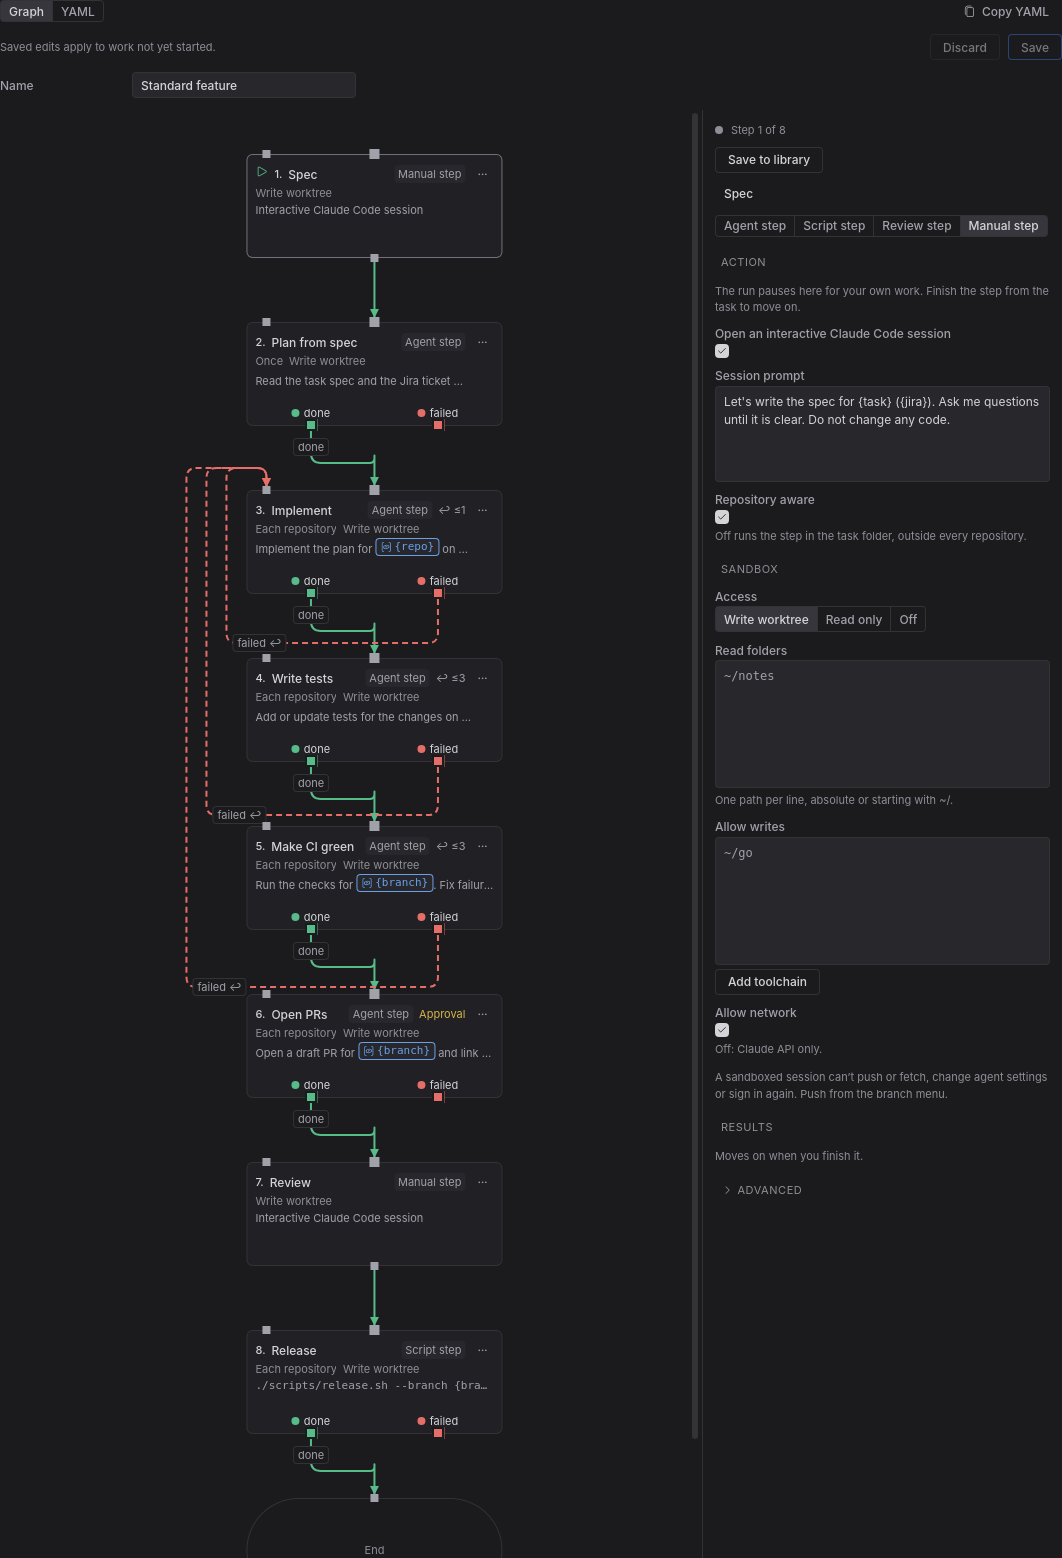 Graph YAML
Copy YAML
Saved edits apply to work not yet started.
Discard Save
Name Standard feature
1. Spec Manual step ...
Write worktree
Interactive Claude Code session
2. Plan from spec Agent step ...
Once Write worktree
Read the task spec and the Jira ticket ...
done failed
done
3. Implement Agent step ↩ ≤1 ...
Each repository Write worktree
Implement the plan for {repo} on ...
done failed
done
failed ↩
4. Write tests Agent step ↩ ≤3 ...
Each repository Write worktree
Add or update tests for the changes on ...
done failed
done
failed ↩
5. Make CI green Agent step ↩ ≤3 ...
Each repository Write worktree
Run the checks for {branch}. Fix failur...
done failed
done
failed ↩
6. Open PRs Agent step Approval ...
Each repository Write worktree
Open a draft PR for {branch} and link ...
done failed
done
7. Review Manual step ...
Write worktree
Interactive Claude Code session
8. Release Script step ...
Each repository Write worktree
./scripts/release.sh --branch {bra…
done failed
done
End
Step 1 of 8
Save to library
Spec
Agent step Script step Review step Manual step
ACTION
The run pauses here for your own work. Finish the step from the
task to move on.
Open an interactive Claude Code session
Session prompt
Let's write the spec for {task} ({jira}). Ask me questions
until it is clear. Do not change any code.
Repository aware
Off runs the step in the task folder, outside every repository.
SANDBOX
Access
Write worktree Read only Off
Read folders
~/notes
One path per line, absolute or starting with ~/.
Allow writes
~/go
Add toolchain
Allow network
Off: Claude API only.
A sandboxed session can't push or fetch, change agent settings
or sign in again. Push from the branch menu.
RESULTS
Moves on when you finish it.
ADVANCED